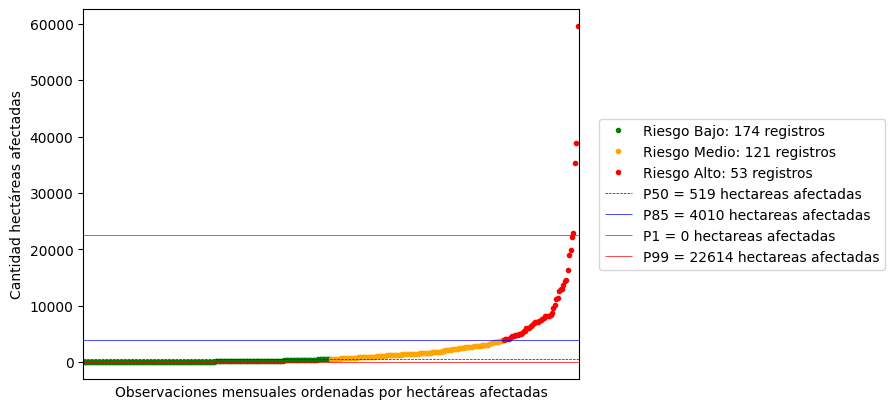 60000
50000
40000
30000
20000
10000
0
Cantidad hectáreas afectadas
Observaciones mensuales ordenadas por hectáreas afectadas
Riesgo Bajo: 174 registros
Riesgo Medio: 121 registros
Riesgo Alto: 53 registros
P50 = 519 hectareas afectadas
P85 = 4010 hectareas afectadas
P1 = 0 hectareas afectadas
P99 = 22614 hectareas afectadas